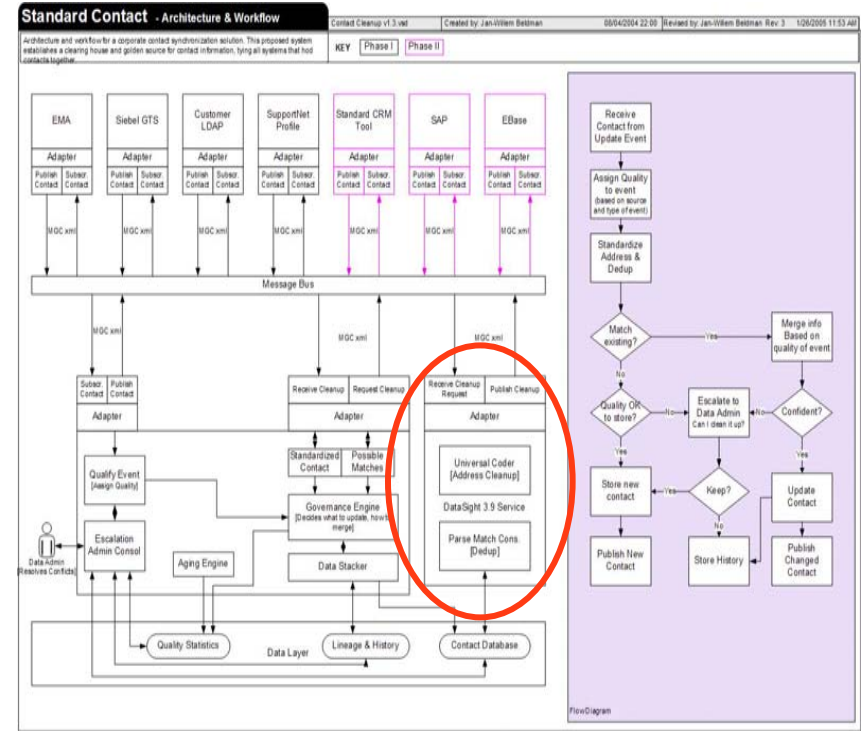 Standard Contact - Architecture & Workflow
Contact Cleanup v1.3.vsd
Created by: Jan-Willem Beldman
08/04/2004 22:00
Revised by: Jan-Willem Beldman Rev. 3
1/26/2005 11:53 AM
Architecture and workflow for a corporate contact synchronization solution. This proposed system
establishes a clearing house and golden source for contact information, tying all systems that hod
contacts together.
KEY
Phase I
Phase II
EMA
Siebel GTS
Customer
LDAP
SupportNet
Profile
Standard CRM
Tool
SAP
EBase
Adapter
Adapter
Adapter
Adapter
Adapter
Adapter
Adapter
Publish
Contact
Subscr.
Contact
Publish
Contact
Subscr.
Contact
Publish
Contact
Subscr.
Contact
Publish
Contact
Subscr.
Contact
Publish
Contact
Subscr.
Contact
Publish
Contact
Subscr.
Contact
Publish
Contact
Subscr.
Contact
MGC xml
MGC xml
MGC xml
MGC xml
MGC xml
MGC xml
MGC xml
Message Bus
MGC xml
MGC xml
MGC xml
Subscr.
Contact
Publish
Contact
Adapter
Receive Cleanup
Request Cleanup
Adapter
Receive Cleanup
Request
Publish Cleanup
Adapter
Standardized
Contact
Possible
Matches
Qualify Event
[Assign Quality]
Governance Engine
[Decides what to update, how to
merge]
Universal Coder
[Address Cleanup]
DataSight 3.9 Service
Parse Match Cons.
[Dedup]
Escalation
Admin Consol
Data Admin
[Resolves Conflicts]
Aging Engine
Data Stacker
Quality Statistics
Data Layer
Lineage & History
Contact Database
Receive
Contact from
Update Event
Assign Quality
to event
(based on source
and type of event)
Standardize
Address &
Dedup
Match
existing?
Yes
Merge info
Based on
quality of event
No
Quality OK
to store?
No
Escalate to
Data Admin
Can I clean it up?
No
Confident?
Yes
Yes
Store new
contact
Yes
Keep?
Update
Contact
No
Publish New
Contact
Store History
Publish
Changed
Contact
FlowDiagram